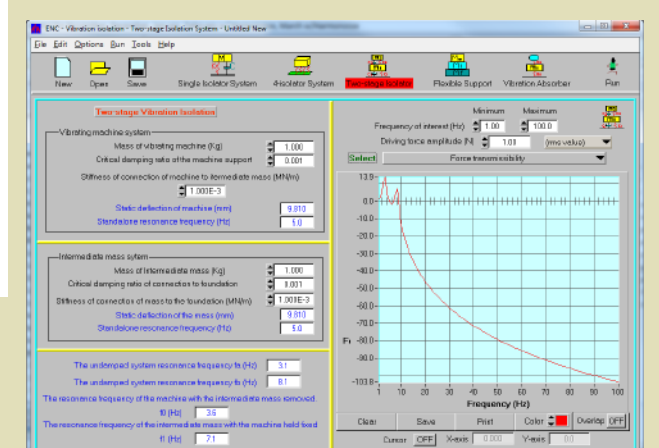 ENC - Vibration isolation - Two-stage Isolation System - Untitled New
File Edit Options Run Tools Help
New Open Save Single Isolator System 4-isolator System Two-stage Isolator Flexible Support Vibration Absorber Run
Two-stage Vibration Isolation
Vibrating machine system
Mass of vibrating machine (Kg) 1.000
Critical damping ratio of the machine support 0.001
Stiffness of connection of machine to itermediate mass (MN/m)
1.000E-3
Static deflection of machine (mm) 9.810
Standalone resonance frequency (Hz) 5.0
Intermediate mass sytem
Mass of Intermediate mass (Kg) 1.000
Critical damping ratio of connection to foundation 0.001
Stiffness of connection of mass to the foundation (MN/m) 1.000E-3
Static deflection of the mass (mm) 9.810
Standalone resonance frequency (Hz) 5.0
The undamped system resonance frequency fa (Hz) 3.1
The undamped system resonance frequency fb (Hz) 8.1
The resonance frequency of the machine with the intermediate mass removed.
f0 (Hz) 3.6
The resonance frequency of the intermediate mass with the machine held fixed
f1 (Hz) 7.1
Minimum Maximum
Frequency of interest (Hz) 1.00 100.0
Driving force amplitude (N) 1.00 (rms value)
Select Force transmissibility
13.9
0.0
-10.0
-20.0
-30.0
-40.0
-50.0
-60.0
-70.0
-80.0
-90.0
-103.8
1 10 20 30 40 50 60 70 80 90 100
Frequency (Hz)
Clear Save Print Color Overlap OFF
Cursor OFF X-axis 0.000 Y-axis 0.0